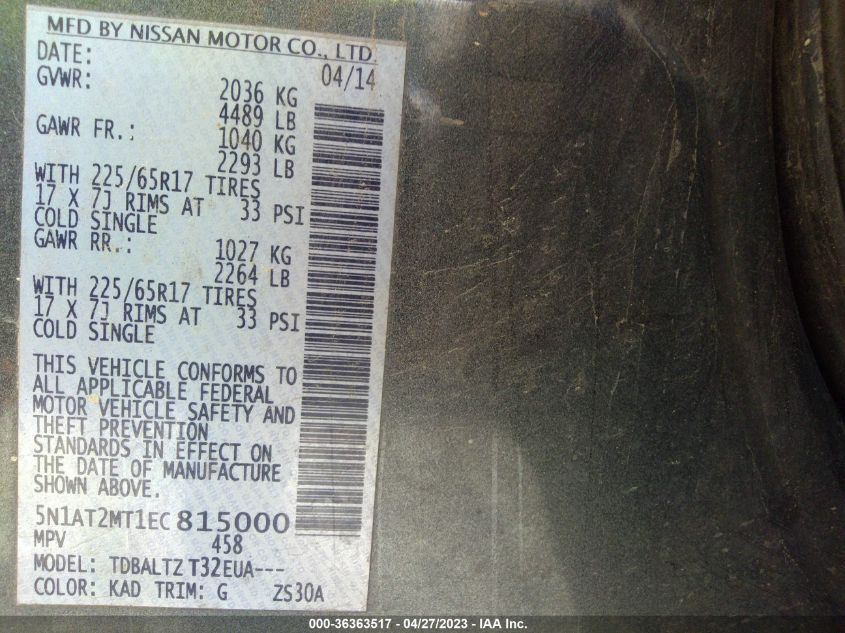 MFD BY NISSAN MOTOR CO., LTD.
DATE: 04/14
GVWR: 2036 KG
4489 LB
GAWR FR.: 1040 KG
2293 LB
WITH 225/65R17 TIRES
17 X 7J RIMS AT 33 PSI
COLD SINGLE
GAWR RR.: 1027 KG
2264 LB
WITH 225/65R17 TIRES
17 X 7J RIMS AT 33 PSI
COLD SINGLE
THIS VEHICLE CONFORMS TO
ALL APPLICABLE FEDERAL
MOTOR VEHICLE SAFETY AND
THEFT PREVENTION
STANDARDS IN EFFECT ON
THE DATE OF MANUFACTURE
SHOWN ABOVE.
5N1AT2MT1EC815000
MPV 458
MODEL: TDBALTZ T32EUA---
COLOR: KAD TRIM: G ZS30A
000-36363517 - 04/27/2023 - IAA Inc.